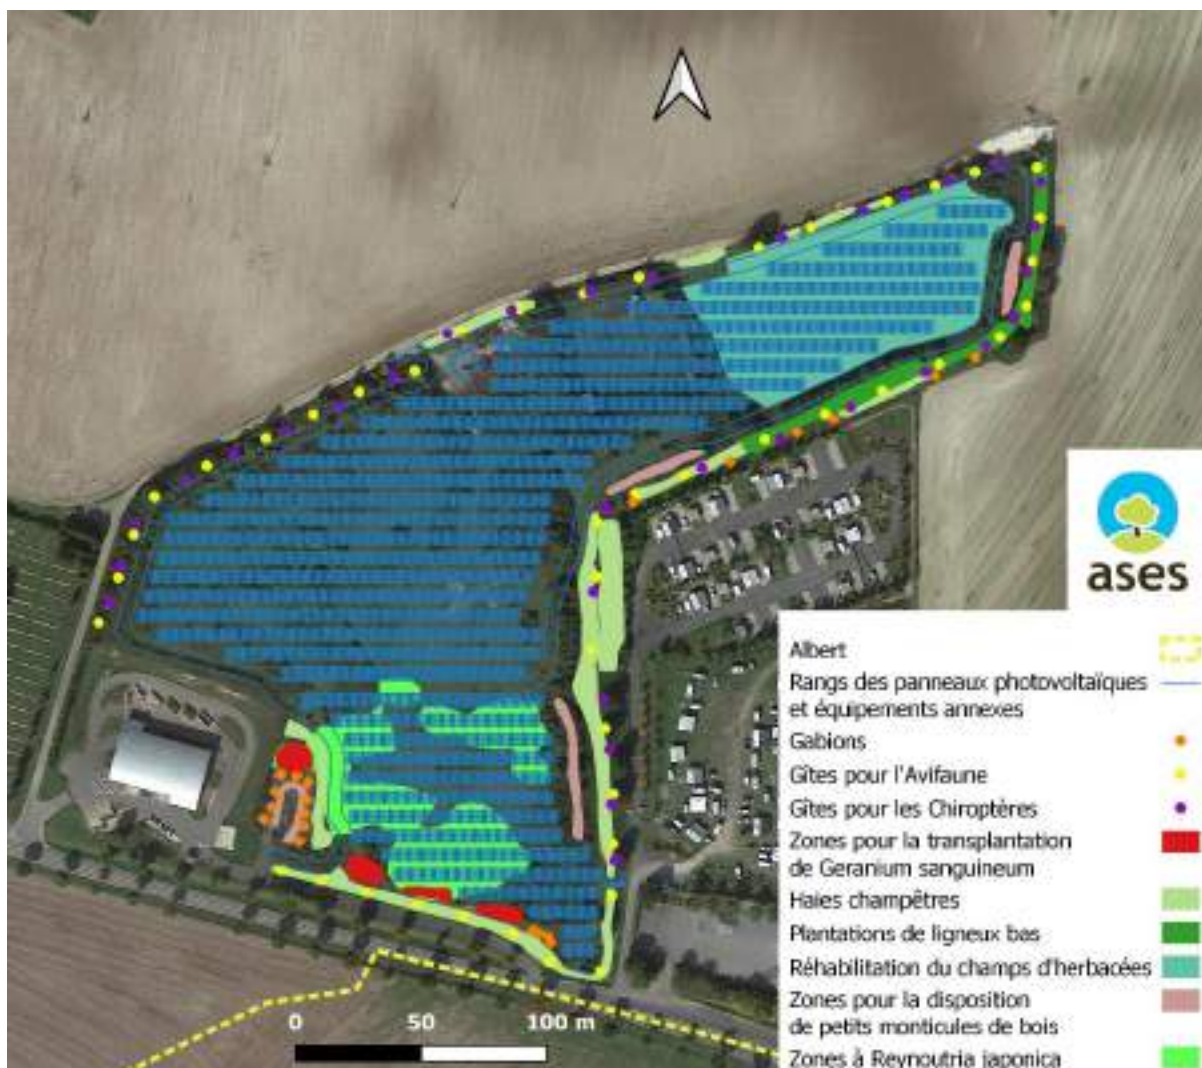 ases
Albert
Rangs des panneaux photovoltaïques
et équipements annexes
Gabions
Gîtes pour l'Avifaune
Gîtes pour les Chiroptères
Zones pour la transplantation
de Geranium sanguineum
Haies champêtres
Plantations de ligneux bas
Réhabilitation du champs d'herbacées
Zones pour la disposition
de petits monticules de bois
Zones à Reynoutria japonica
0 50 100 m